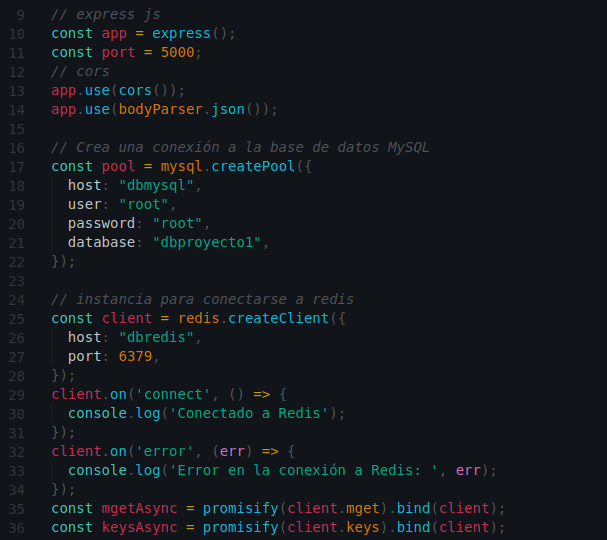 9 // express js
10 const app = express();
11 const port = 5000;
12 // cors
13 app.use(cors());
14 app.use(bodyParser.json());
15
16 // Crea una conexión a la base de datos MySQL
17 const pool = mysql.createPool({
18   host: "dbmysql",
19   user: "root",
20   password: "root",
21   database: "dbproyecto1",
22 });
23
24 // instancia para conectarse a redis
25 const client = redis.createClient({
26   host: "dbredis",
27   port: 6379,
28 });
29 client.on('connect', () => {
30   console.log('Conectado a Redis');
31 });
32 client.on('error', (err) => {
33   console.log('Error en la conexión a Redis: ', err);
34 });
35 const mgetAsync = promisify(client.mget).bind(client);
36 const keysAsync = promisify(client.keys).bind(client);